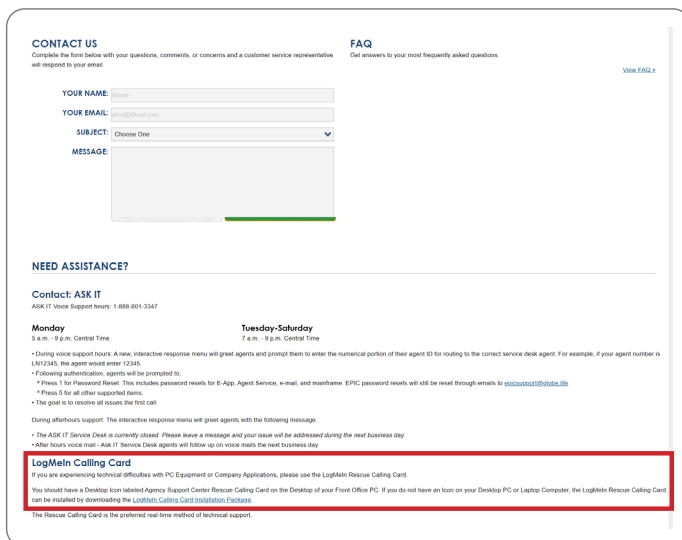 CONTACT US
Complete the form below with your questions, comments, or concerns and a customer service representative
will respond to your email.
FAQ
Get answers to your most frequently asked questions.
View FAQ »
YOUR NAME:
YOUR EMAIL:
SUBJECT: Choose One
MESSAGE:
NEED ASSISTANCE?
Contact: ASK IT
ASK IT Voice Support hours: 1-888-801-3347
Monday
5 a.m. - 9 p.m. Central Time
Tuesday-Saturday
7 a.m. - 9 p.m. Central Time
• During voice support hours: A new, interactive response menu will greet agents and prompt them to enter the numerical portion of their agent ID for routing to the correct service desk agent. For example, if your agent number is
LN12345, the agent would enter 12345.
• Following authentication, agents will be prompted to:
* Press 1 for Password Reset. This includes password resets for E-App, Agent Service, e-mail, and mainframe. EPIC password resets will still be reset through emails to epicsupport@globe.life
* Press 5 for all other supported items.
• The goal is to resolve all issues the first call.
During afterhours support: The interactive response menu will greet agents with the following message:
• The ASK IT Service Desk is currently closed. Please leave a message and your issue will be addressed during the next business day.
• After hours voice mail - Ask IT Service Desk agents will follow up on voice mails the next business day.
LogMeIn Calling Card
If you are experiencing technical difficulties with PC Equipment or Company Applications, please use the LogMeIn Rescue Calling Card.
You should have a Desktop Icon labeled Agency Support Center Rescue Calling Card on the Desktop of your Front Office PC. If you do not have an Icon on your Desktop PC or Laptop Computer, the LogMeIn Rescue Calling Card
can be installed by downloading the LogMeIn Calling Card Installation Package.
The Rescue Calling Card is the preferred real-time method of technical support.